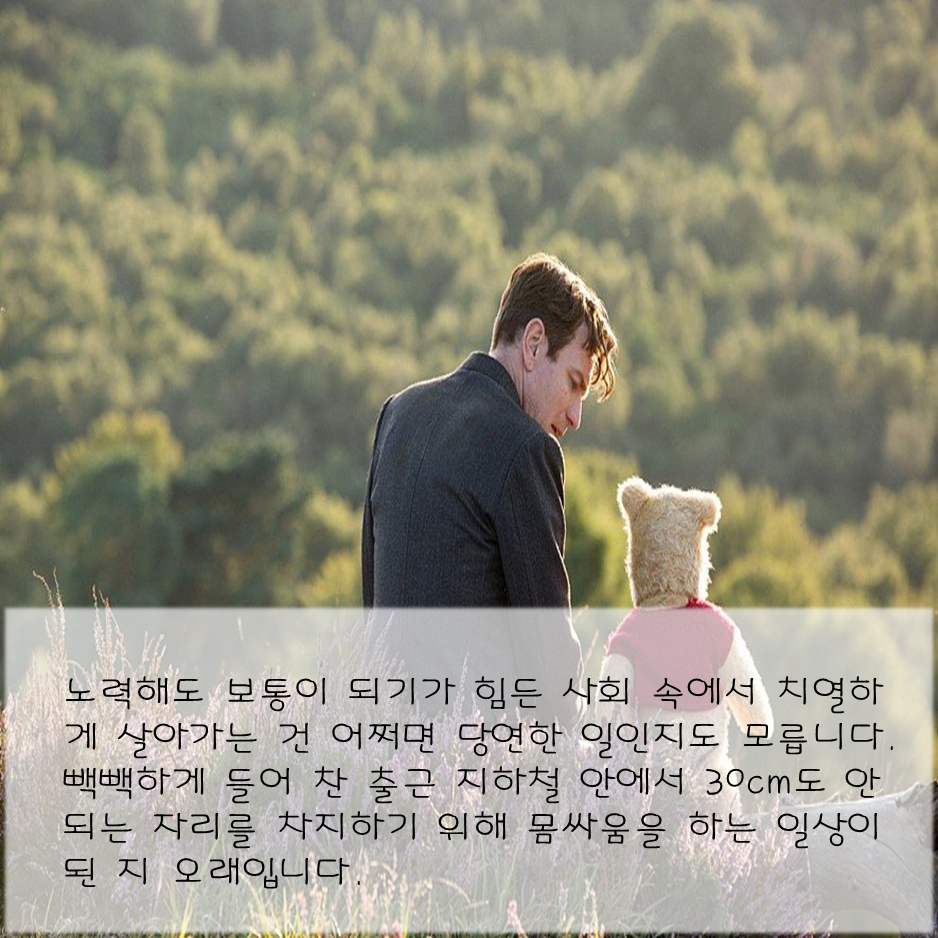 노력해도 보통이 되기가 힘든 사회 속에서 치열하
게 살아가는 건 어쩌면 당연한 일인지도 모릅니다.
빽빽하게 들어 찬 출근 지하철 안에서 30cm도 안
되는 자리를 차지하기 위해 몸싸움을 하는 일상이
된 지 오래입니다.